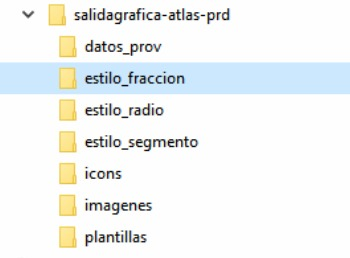 salidagrafica-atlas-prd
datos_prov
estilo_fraccion
estilo_radio
estilo_segmento
icons
imagenes
plantillas